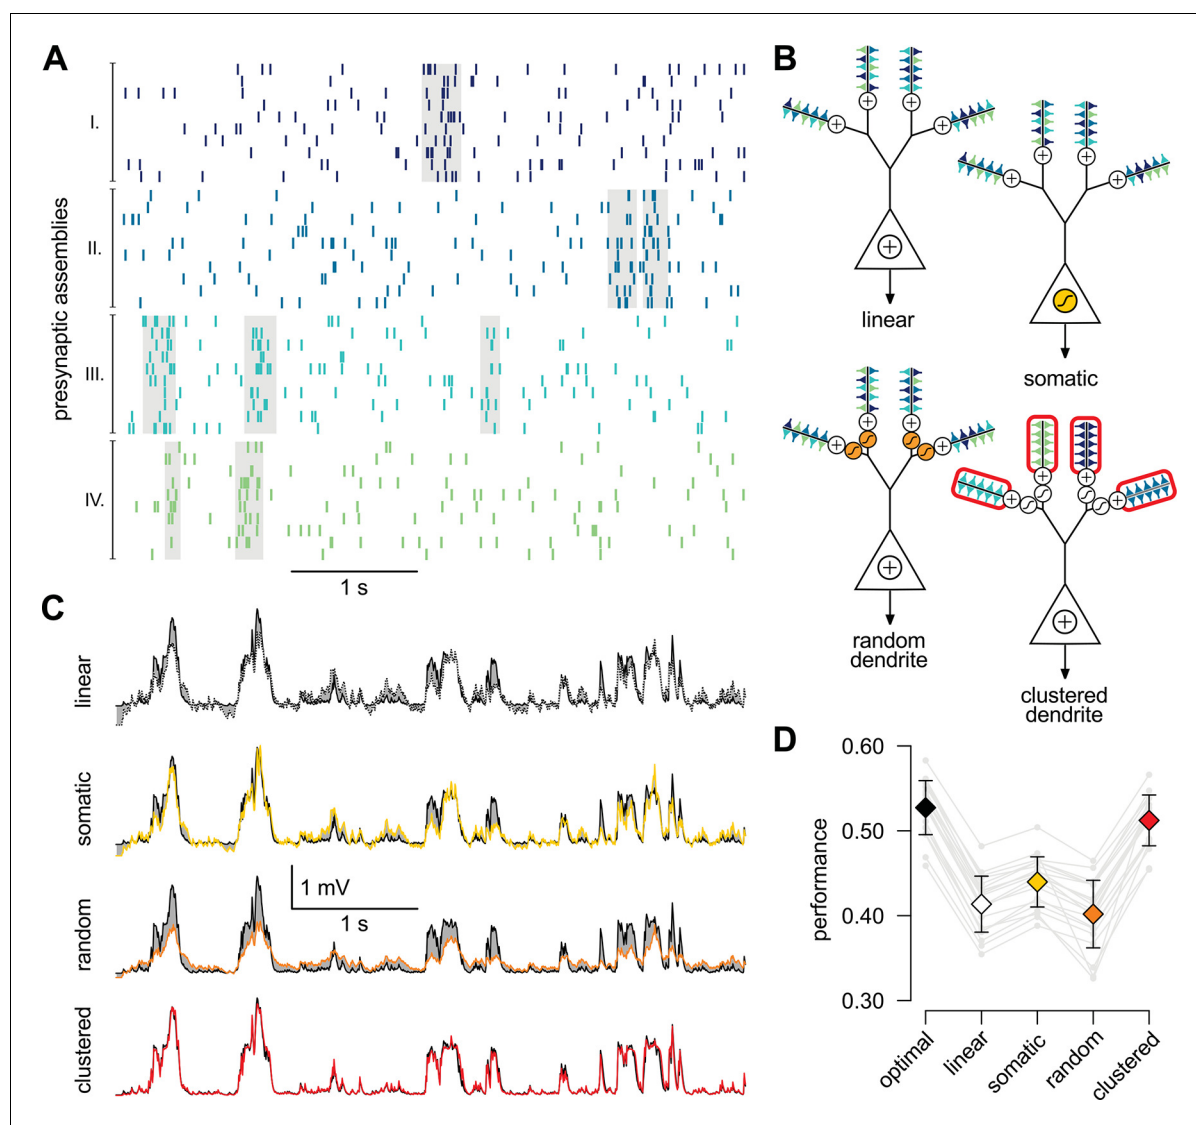 A
presynaptic assemblies
I.
II.
III.
IV.
1 s
B
linear
somatic
random
dendrite
clustered
dendrite
C
linear
somatic
random
clustered
1 mV
1 s
D
performance
0.60
0.50
0.40
0.30
optimal
linear
somatic
random
clustered